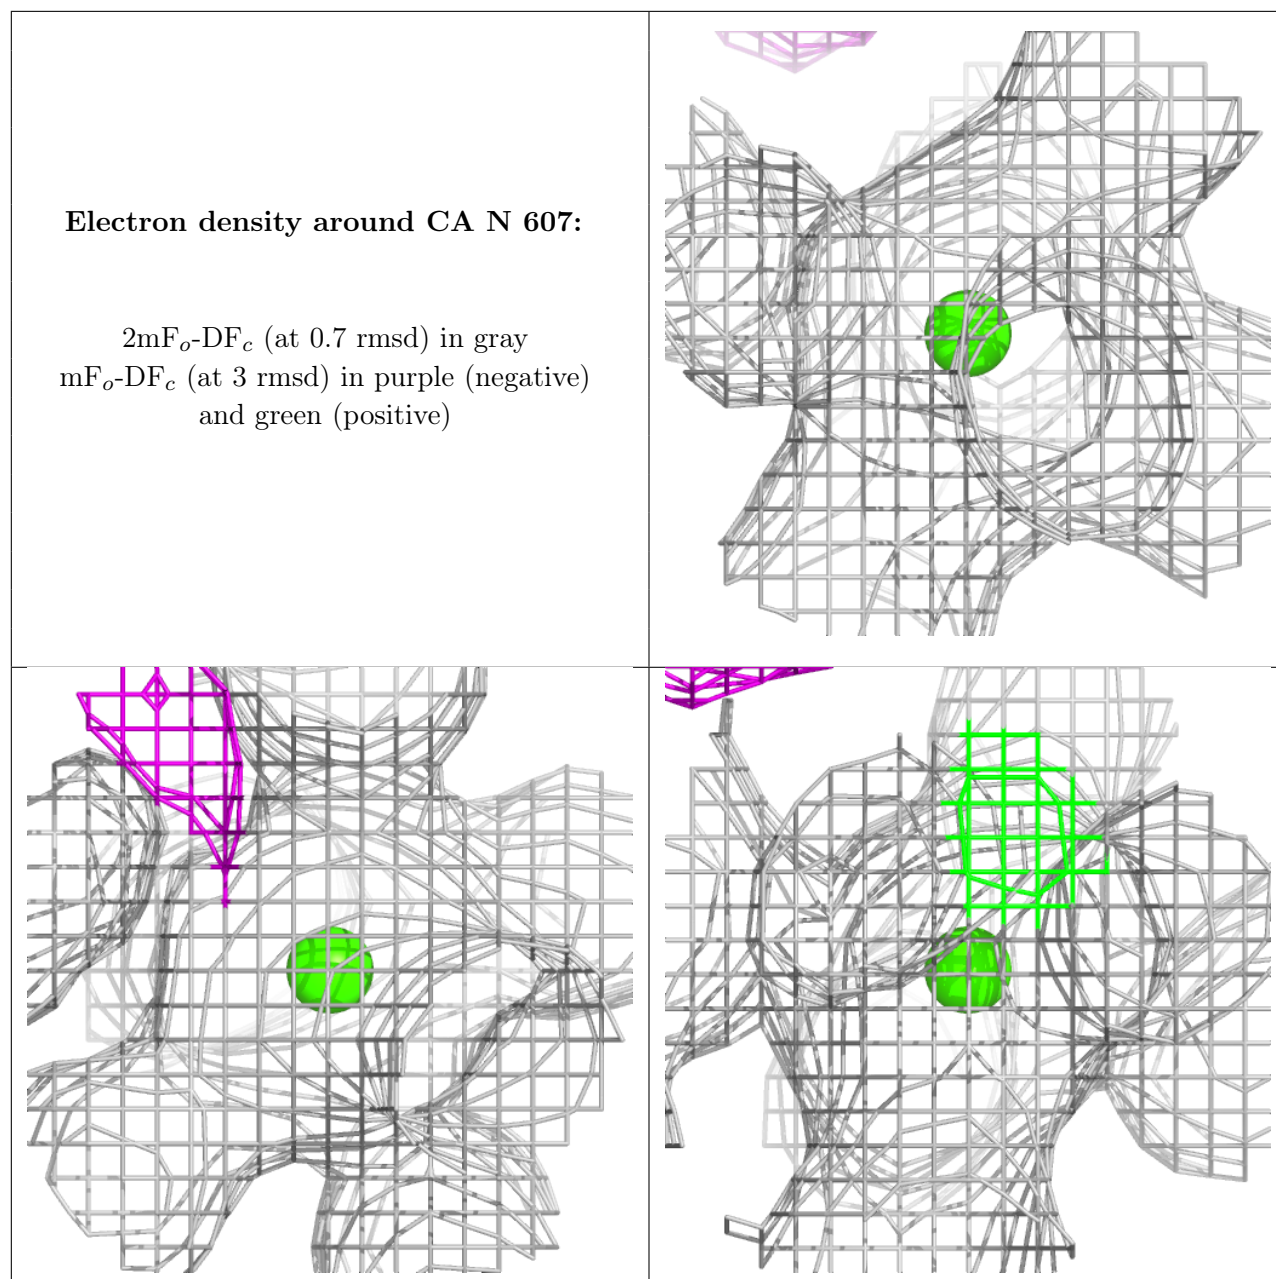 Electron density around CA N 607:
2mFo-DFc (at 0.7 rmsd) in gray
mFo-DFc (at 3 rmsd) in purple (negative)
and green (positive)